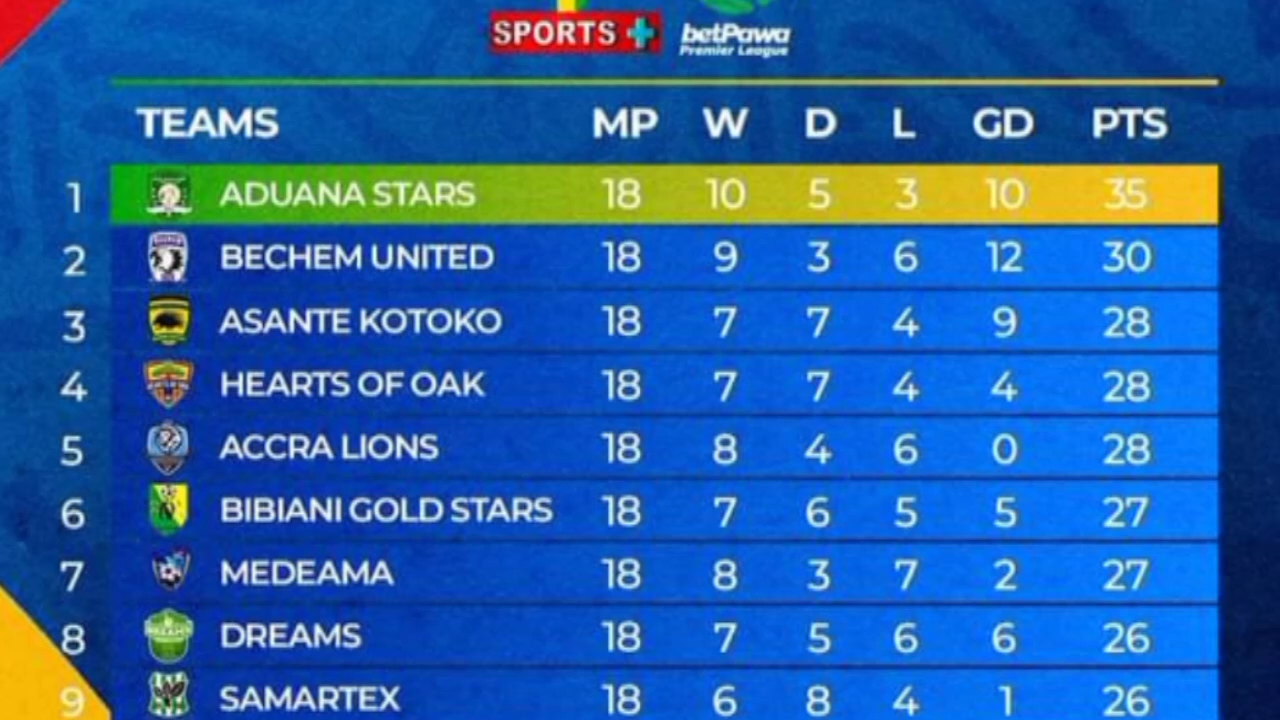 SPORTS + betPawa
Premier League
TEAMS MP W D L GD PTS
1 ADUANA STARS 18 10 5 3 10 35
2 BECHEM UNITED 18 9 3 6 12 30
3 ASANTE KOTOKO 18 7 7 4 9 28
4 HEARTS OF OAK 18 7 7 4 4 28
5 ACCRA LIONS 18 8 4 6 0 28
6 BIBIANI GOLD STARS 18 7 6 5 5 27
7 MEDEAMA 18 8 3 7 2 27
8 DREAMS 18 7 5 6 6 26
9 SAMARTEX 18 6 8 4 1 26